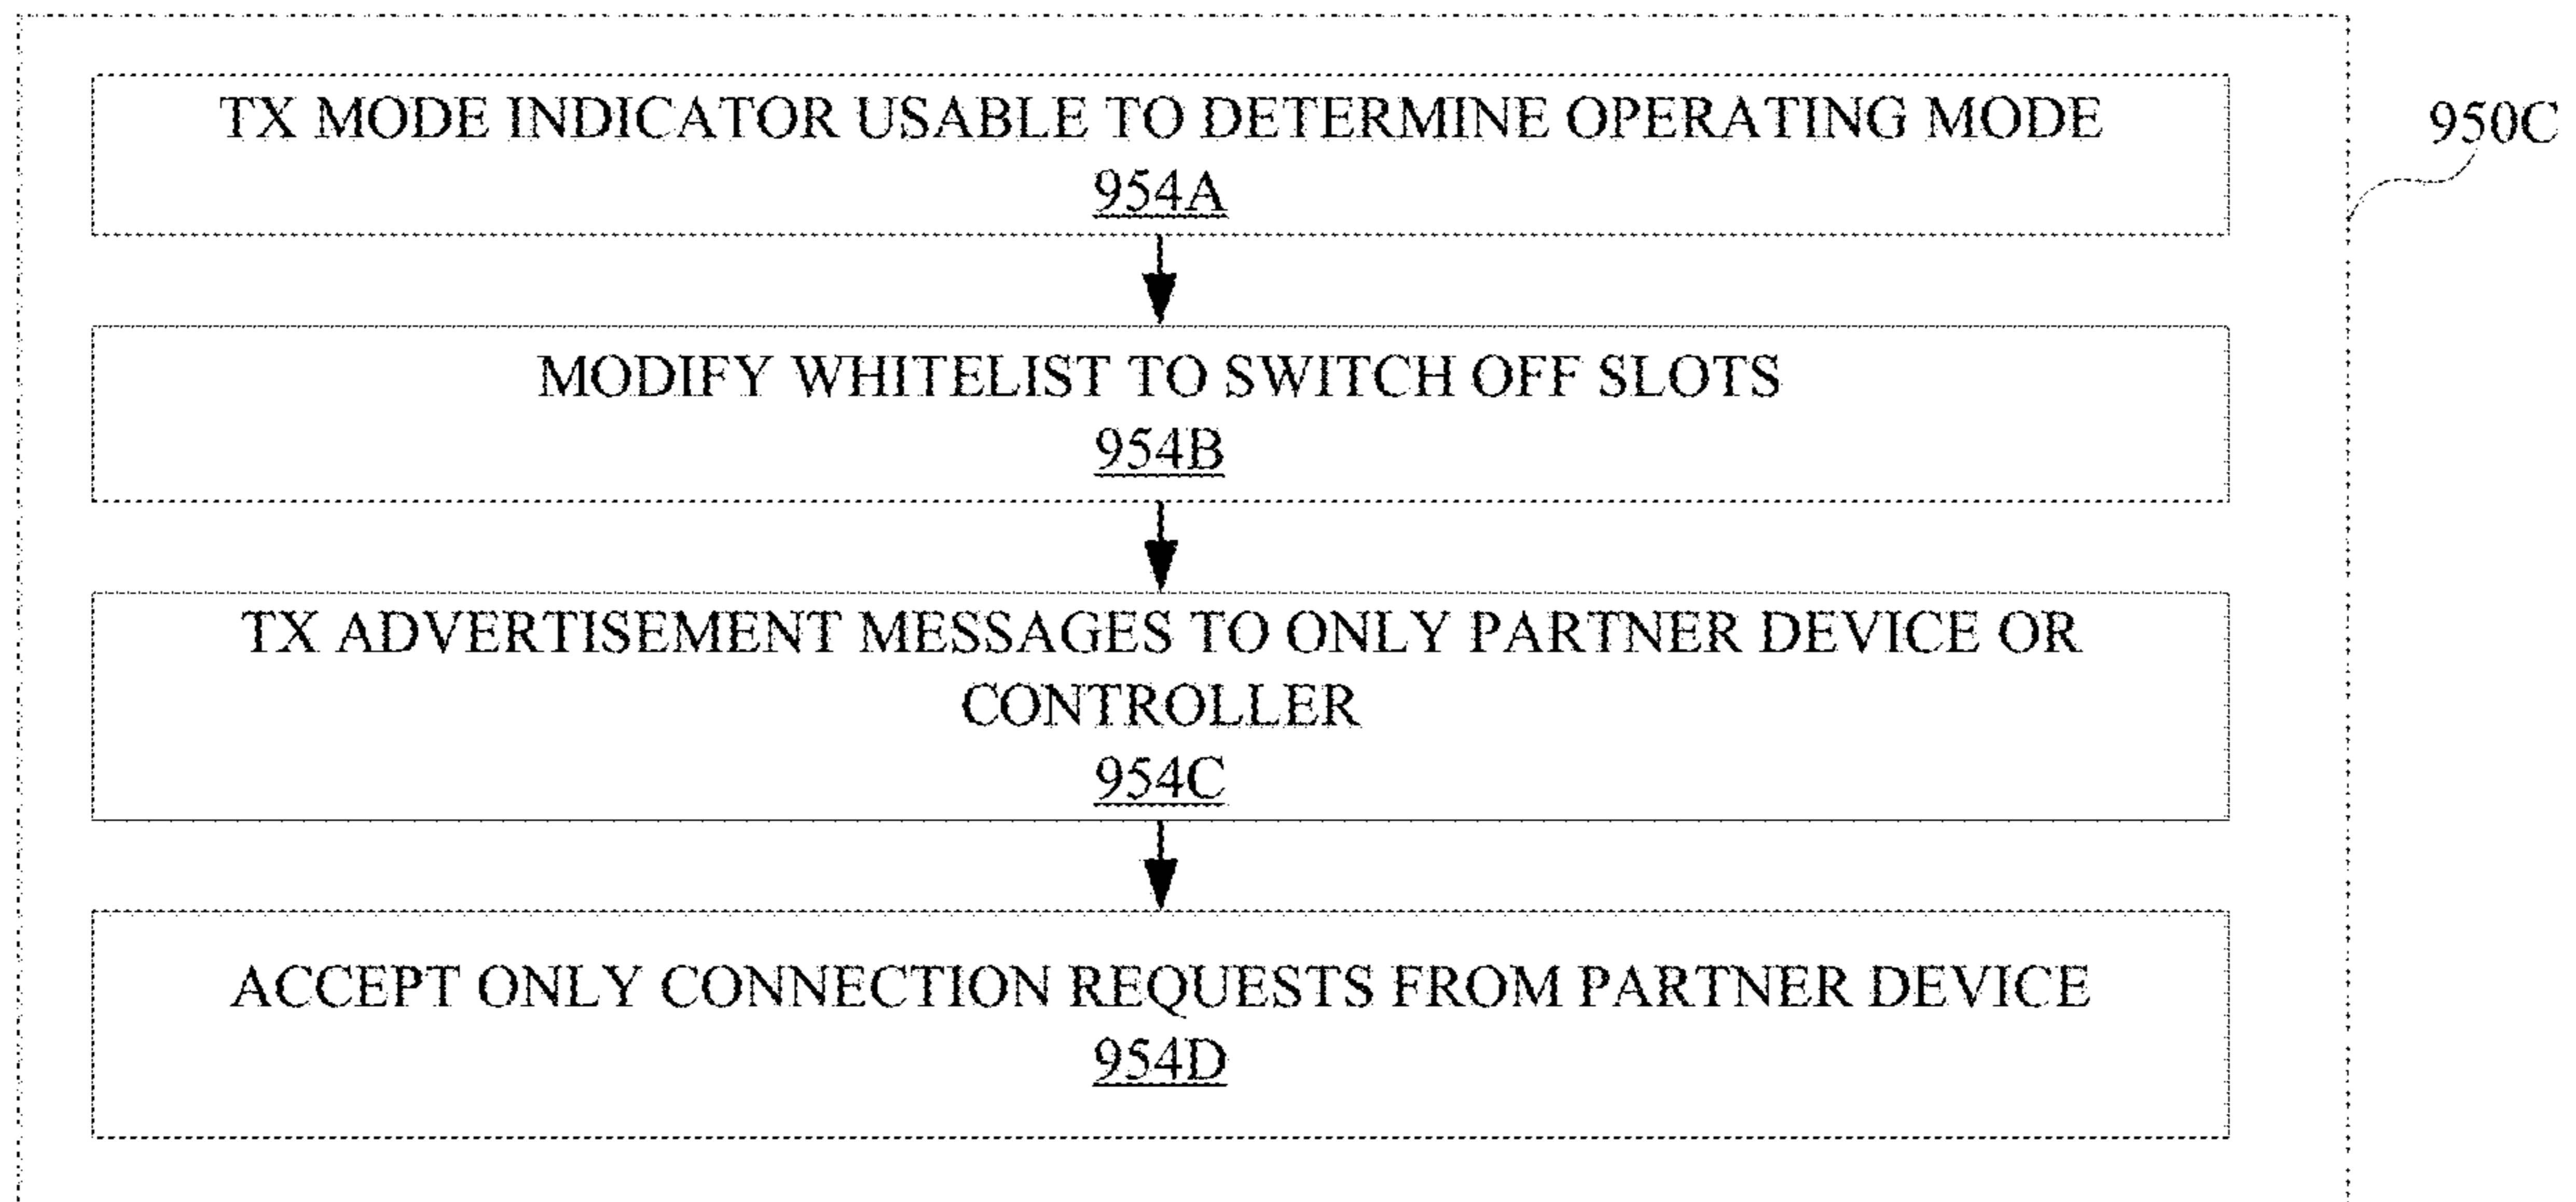 TX MODE INDICATOR USABLE TO DETERMINE OPERATING MODE
954A
950C
MODIFY WHITELIST TO SWITCH OFF SLOTS
954B
TX ADVERTISEMENT MESSAGES TO ONLY PARTNER DEVICE OR
CONTROLLER
954C
ACCEPT ONLY CONNECTION REQUESTS FROM PARTNER DEVICE
954D